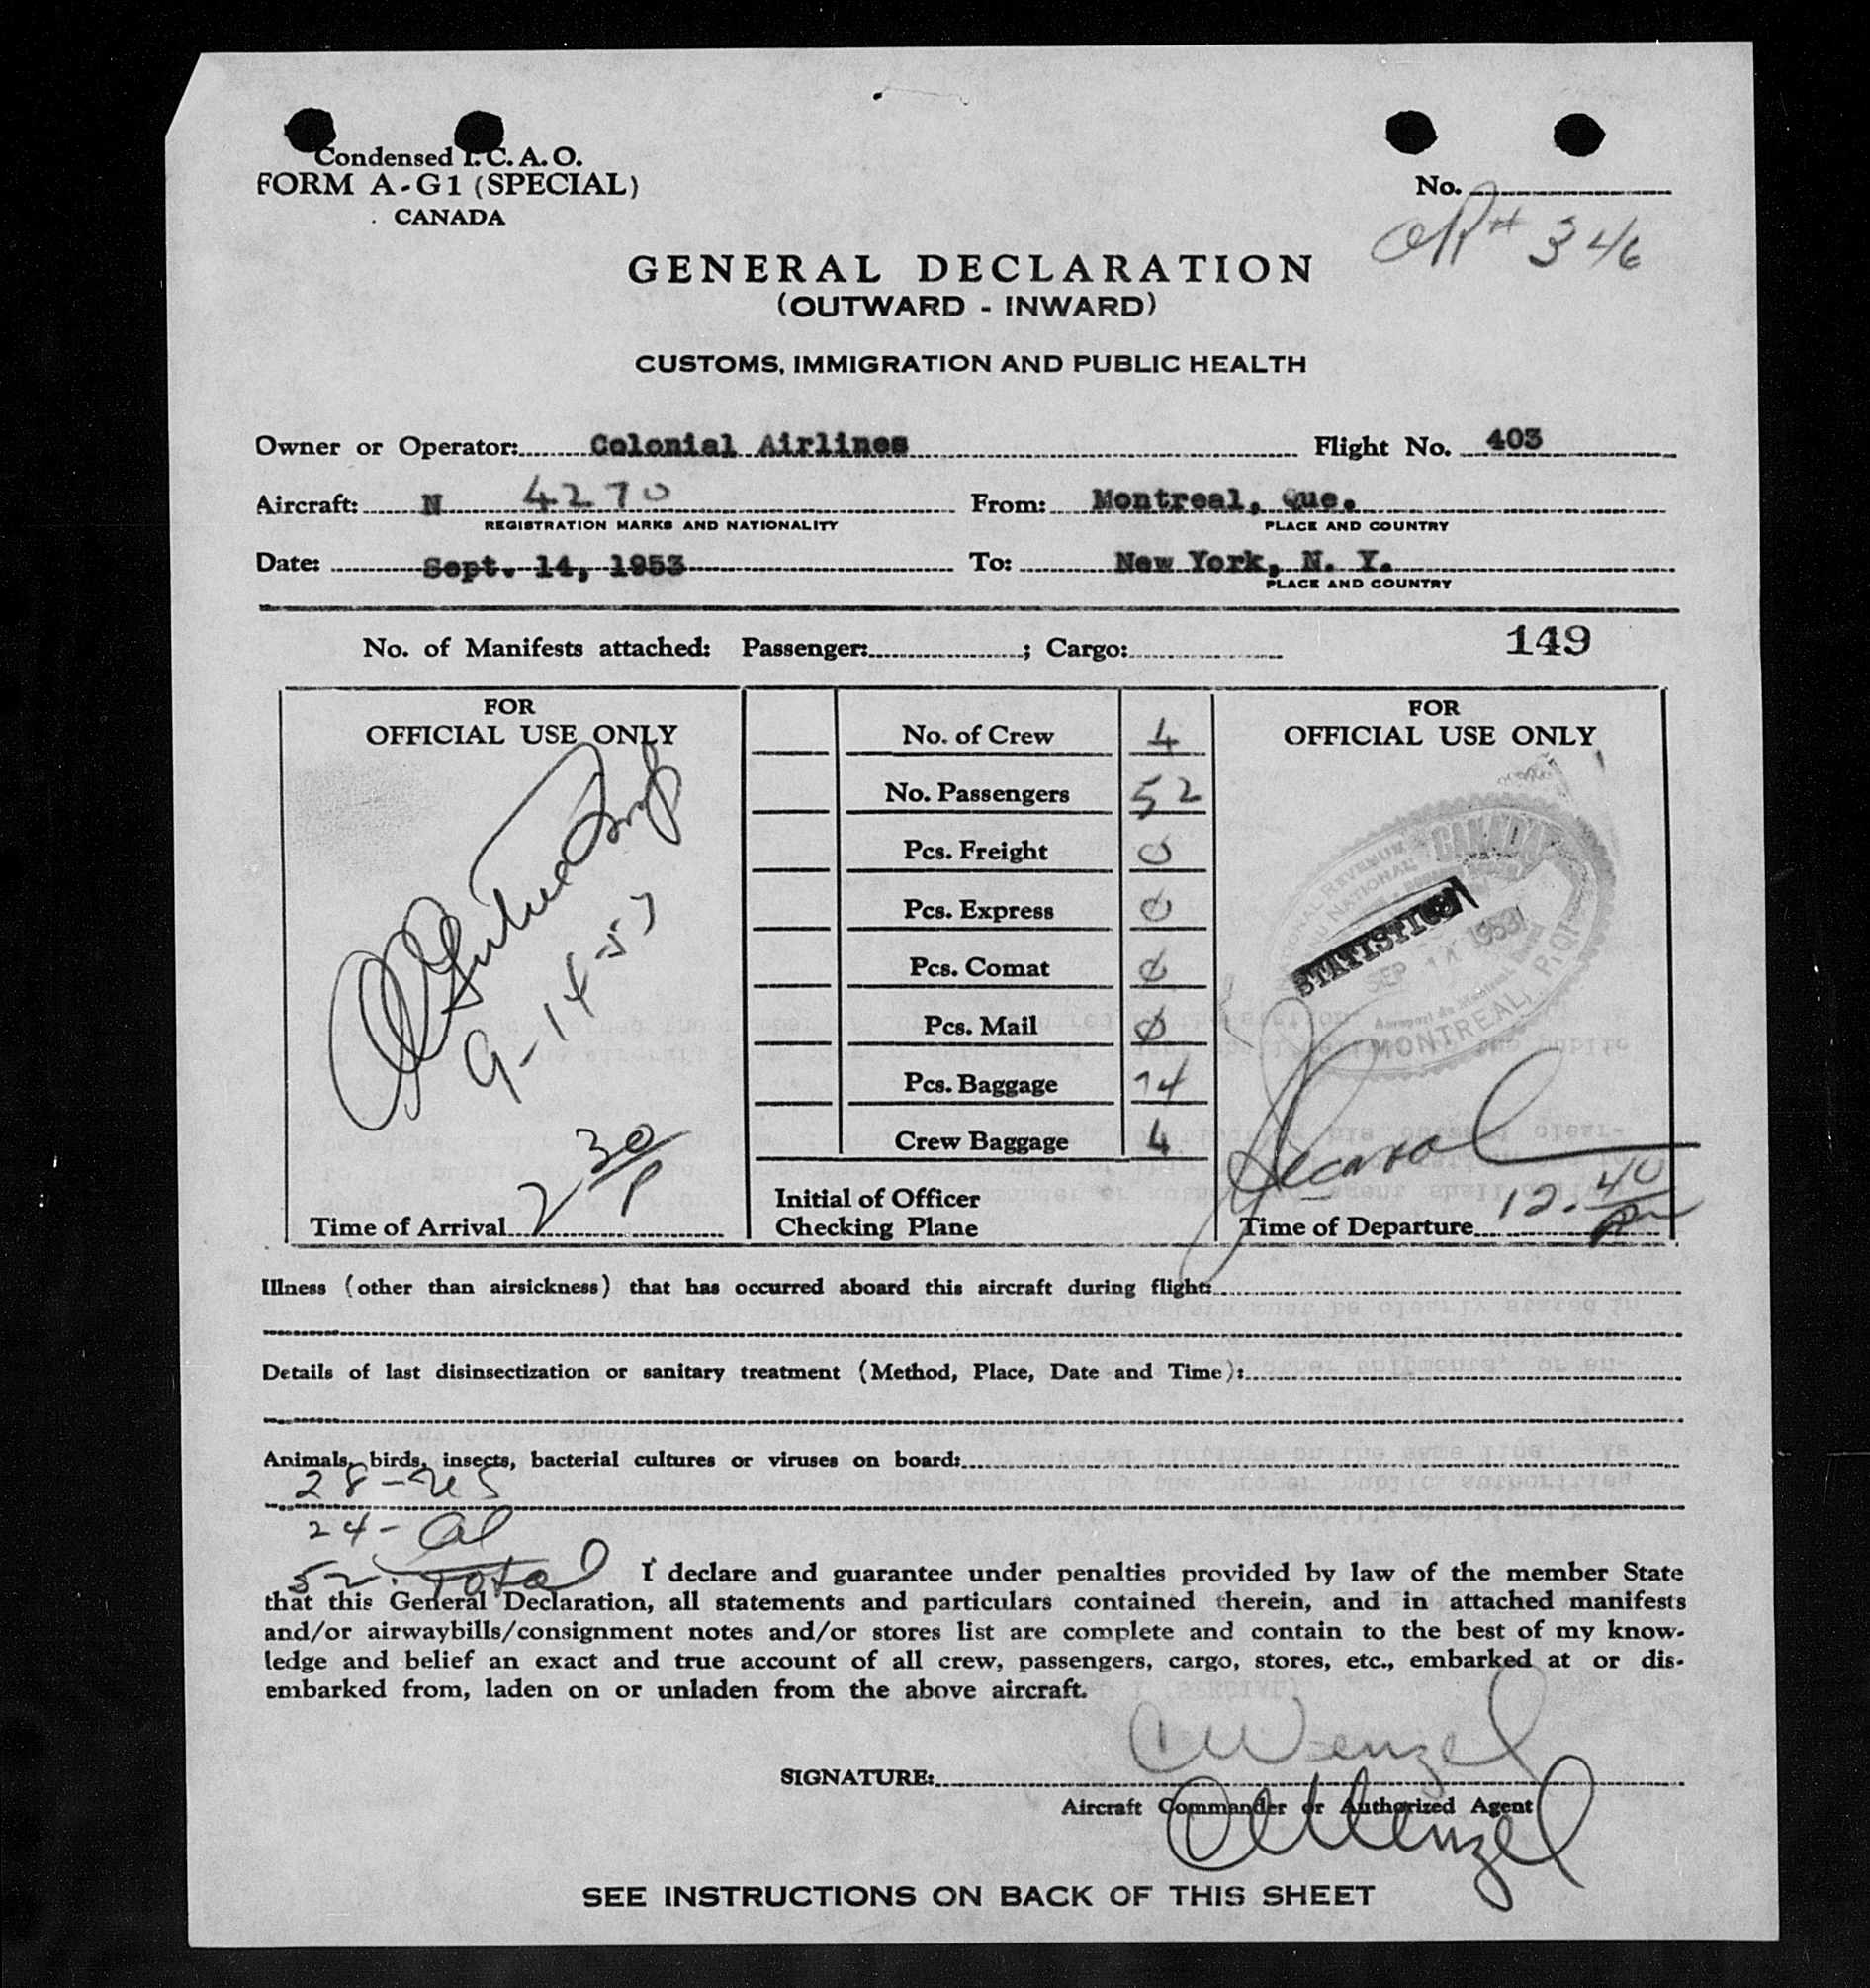 Condensed I. C. A. O.
FORM A-G1 (SPECIAL)
CANADA
No.
346
GENERAL DECLARATION
(OUTWARD - INWARD)
CUSTOMS, IMMIGRATION AND PUBLIC HEALTH
Owner or Operator: Colonial Airlines Flight No. 403
Aircraft: N 4270 From: Montreal, Que.
REGISTRATION MARKS AND NATIONALITY PLACE AND COUNTRY
Date: Sept. 14, 1953 To: New York, N. Y.
PLACE AND COUNTRY
No. of Manifests attached: Passenger: ; Cargo: 149
FOR
OFFICIAL USE ONLY
9-14-53
2 30/P
Time of Arrival
No. of Crew 4
No. Passengers 52
Pcs. Freight 0
Pcs. Express 0
Pcs. Comat 0
Pcs. Mail 0
Pcs. Baggage 74
Crew Baggage 4
Initial of Officer
Checking Plane
FOR
OFFICIAL USE ONLY
CANADA
STATISTICS
SEP 14 1953
MONTREAL, P.Q.
12.40
Time of Departure
Illness (other than airsickness) that has occurred aboard this aircraft during flight:
Details of last disinsectization or sanitary treatment (Method, Place, Date and Time):
Animals, birds, insects, bacterial cultures or viruses on board:
28-US
24-Al
52. Total
I declare and guarantee under penalties provided by law of the member State
that this General Declaration, all statements and particulars contained therein, and in attached manifests
and/or airwaybills/consignment notes and/or stores list are complete and contain to the best of my know-
ledge and belief an exact and true account of all crew, passengers, cargo, stores, etc., embarked at or dis-
embarked from, laden on or unladen from the above aircraft.
Wenzel
SIGNATURE:
Aircraft Commander or Authorized Agent
Wenzel
SEE INSTRUCTIONS ON BACK OF THIS SHEET